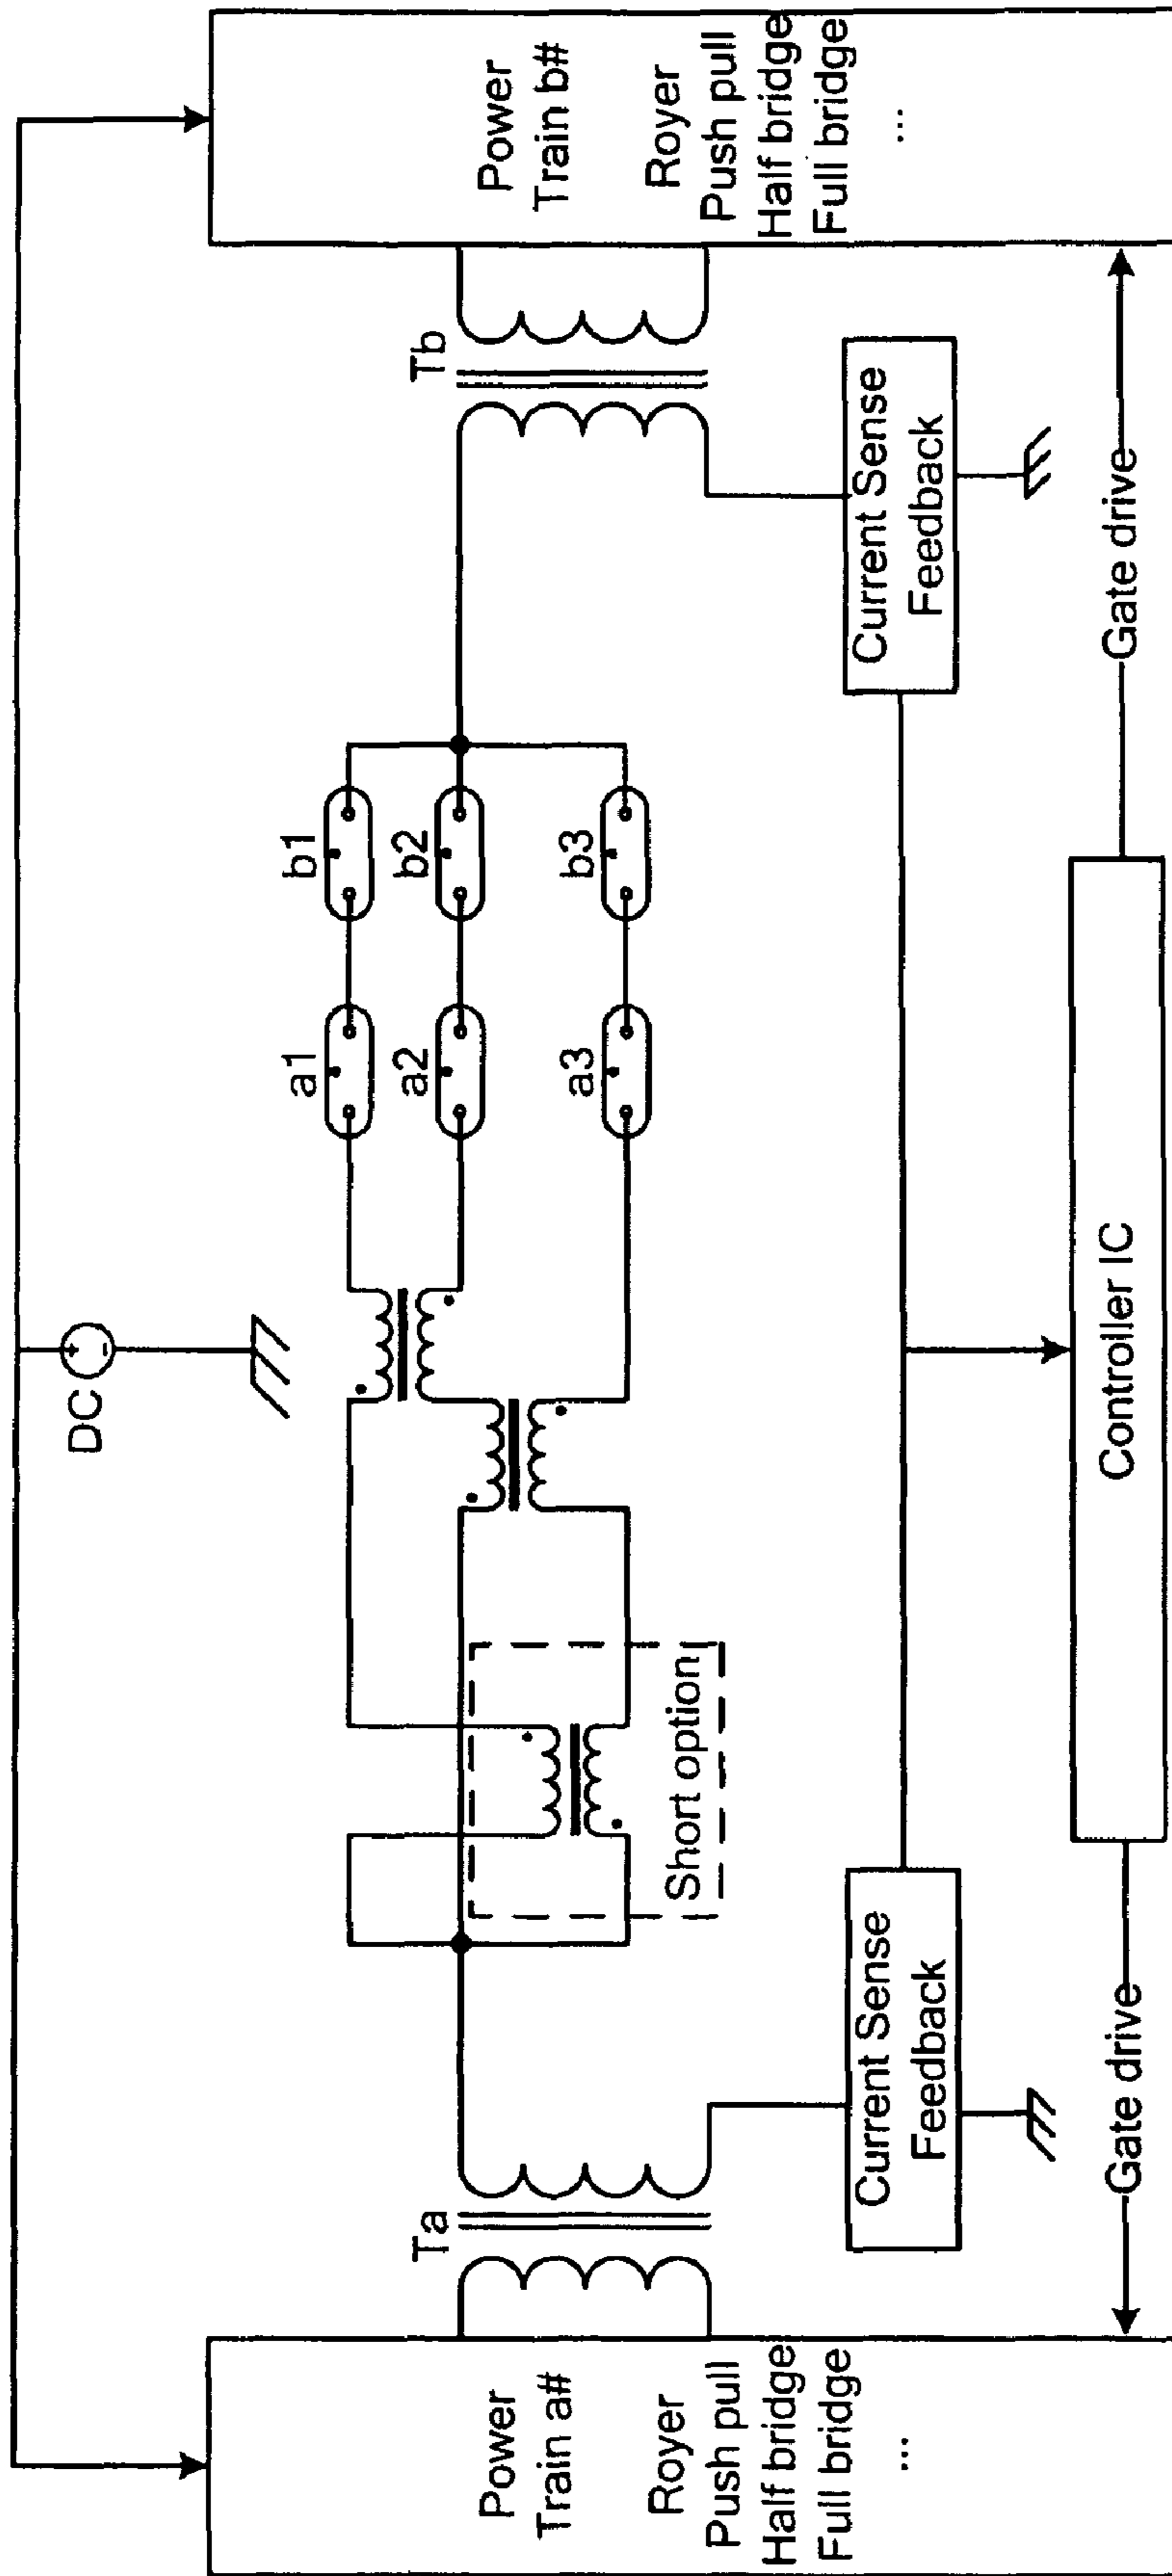 DC
+
-
Power
Train a#
Royer
Push pull
Half bridge
Full bridge
...
Ta
Short option
a1
b1
a2
b2
a3
b3
Tb
Power
Train b#
Royer
Push pull
Half bridge
Full bridge
...
Current Sense
Feedback
Current Sense
Feedback
Gate drive
Controller IC
Gate drive